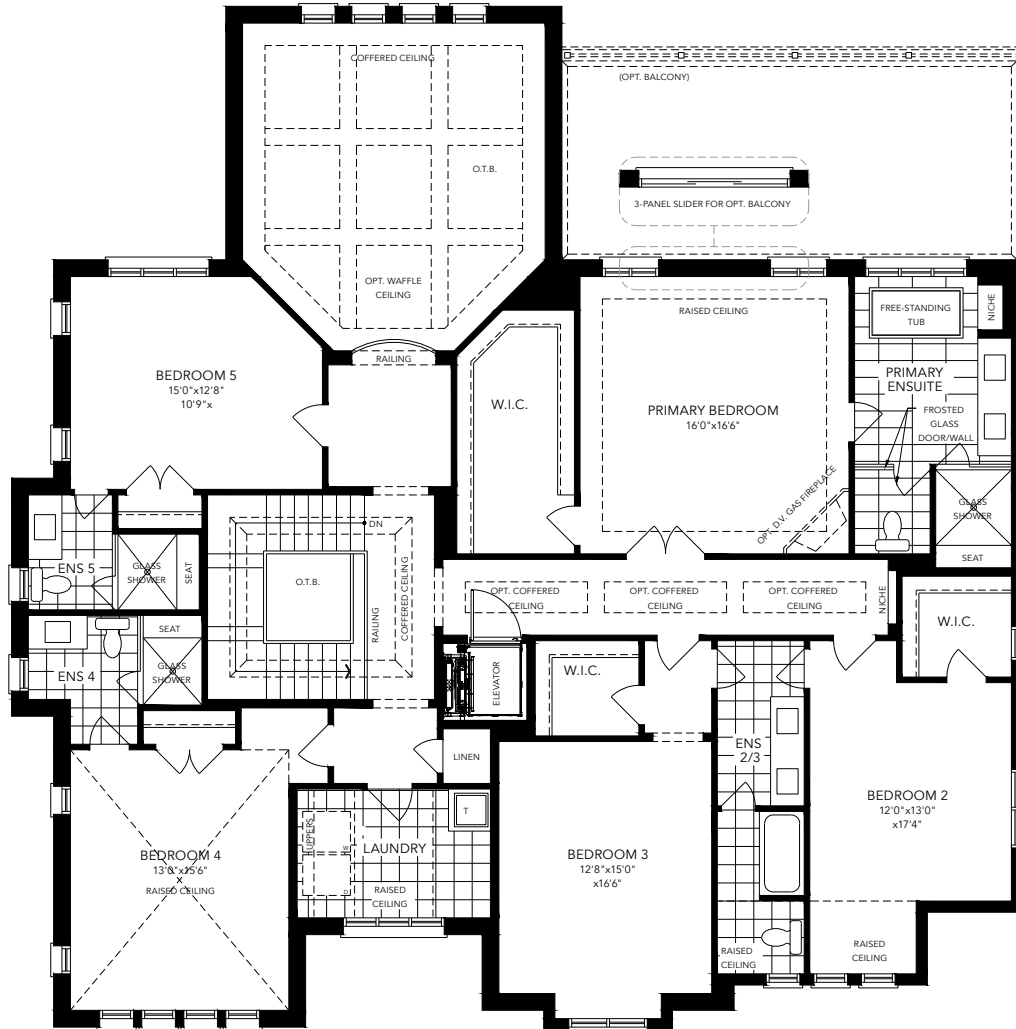 COFFERED CEILING
(OPT. BALCONY)
O.T.B.
3-PANEL SLIDER FOR OPT. BALCONY
OPT. WAFFLE
CEILING
RAILING
BEDROOM 5
15'0"x12'8"
10'9"x
W.I.C.
RAISED CEILING
PRIMARY BEDROOM
16'0"x16'6"
OPT. D.V. GAS FIREPLACE
FREE-STANDING
TUB
NICHE
PRIMARY
ENSUITE
FROSTED
GLASS
DOOR/WALL
GLASS
SHOWER
SEAT
DN
O.T.B.
RAILING
COFFERED CEILING
ENS 5
GLASS
SHOWER
SEAT
OPT. COFFERED
CEILING
OPT. COFFERED
CEILING
OPT. COFFERED
CEILING
NICHE
W.I.C.
ENS 4
SEAT
GLASS
SHOWER
ELEVATOR
W.I.C.
ENS
2/3
LINEN
BEDROOM 2
12'0"x13'0"
x17'4"
BEDROOM 4
13'0"x15'6"
RAISED CEILING
UPPERS
W
D
LAUNDRY
T
RAISED
CEILING
BEDROOM 3
12'8"x15'0"
x16'6"
RAISED
CEILING
RAISED
CEILING